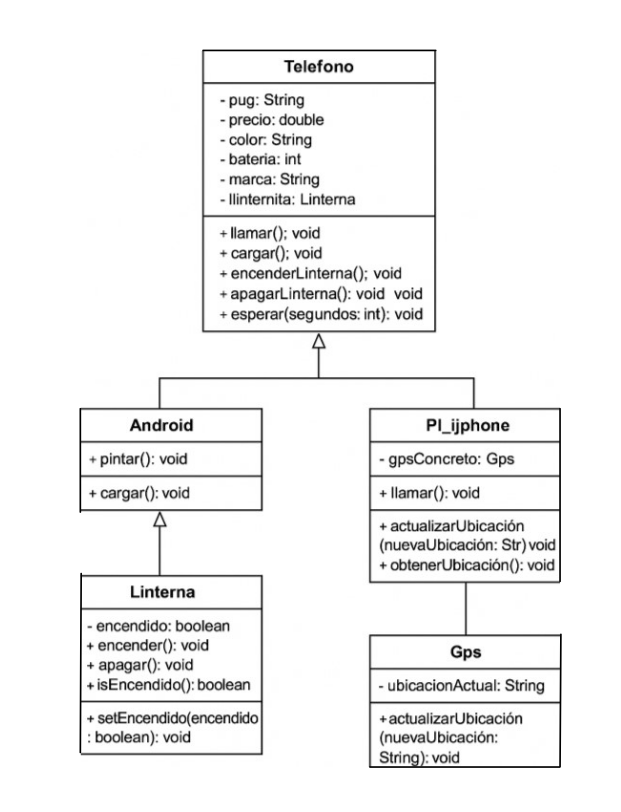 Telefono
- pug: String
- precio: double
- color: String
- bateria: int
- marca: String
- llinternita: Linterna
+ llamar(); void
+ cargar(); void
+ encenderLinterna(); void
+ apagarLinterna(): void void
+ esperar(segundos: int): void
Android
+ pintar(): void
+ cargar(): void
Pl_ijphone
- gpsConcreto: Gps
+ llamar(): void
+ actualizarUbicación
(nuevaUbicación: Str) void
+ obtenerUbicación(): void
Linterna
- encendido: boolean
+ encender(): void
+ apagar(): void
+ isEncendido(): boolean
+ setEncendido(encendido
: boolean): void
Gps
- ubicacionActual: String
+ actualizarUbicación
(nuevaUbicación:
String): void